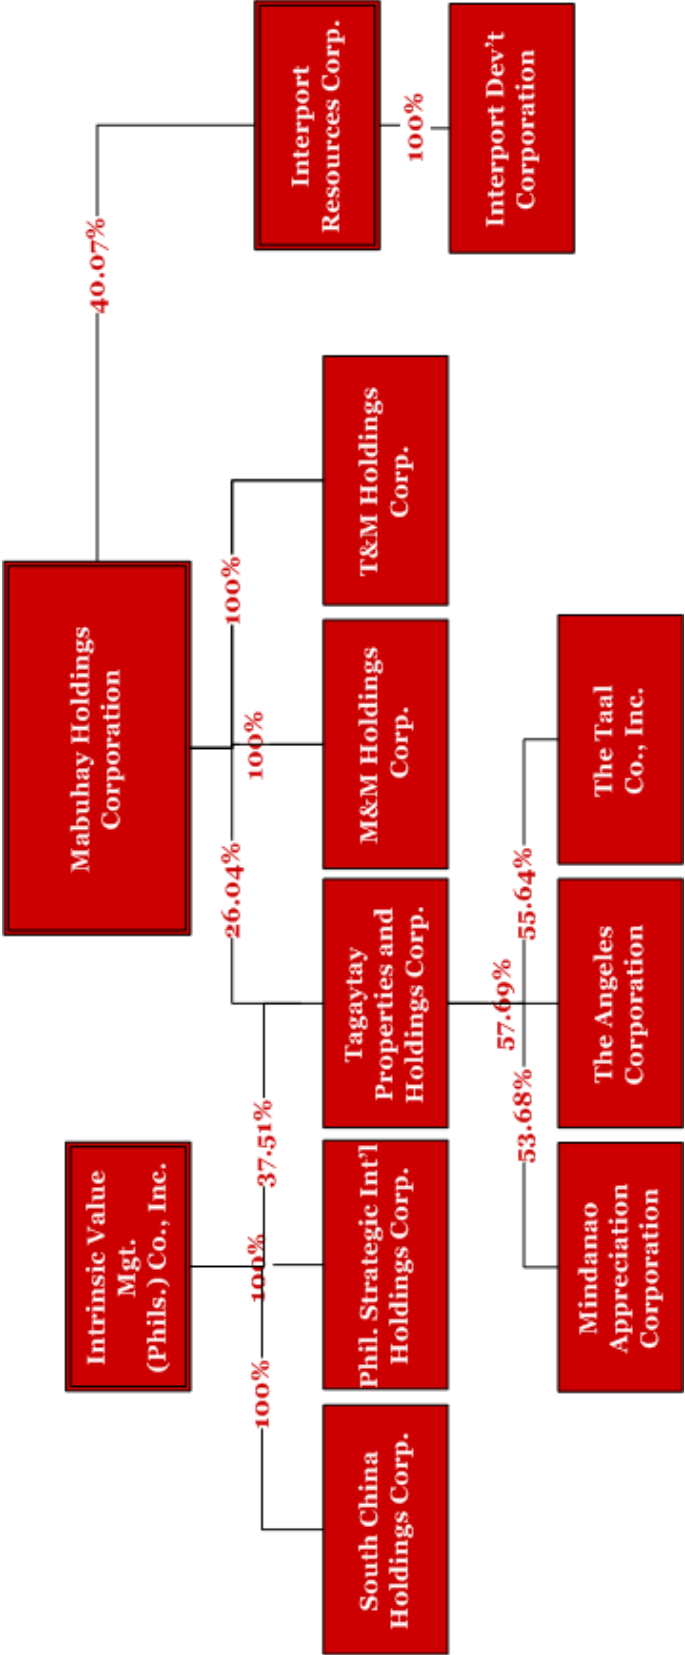 Mabuhay Holdings
Corporation
Intrinsic Value
Mgt.
(Phils.) Co., Inc.
40.07%
Interport
Resources Corp.
100%
Interport Dev't
Corporation
26.04%
100%
100%
37.51%
100%
100%
South China
Holdings Corp.
Phil. Strategic Int'l
Holdings Corp.
Tagaytay
Properties and
Holdings Corp.
M&M Holdings
Corp.
T&M Holdings
Corp.
53.68%
57.69%
55.64%
Mindanao
Appreciation
Corporation
The Angeles
Corporation
The Taal
Co., Inc.